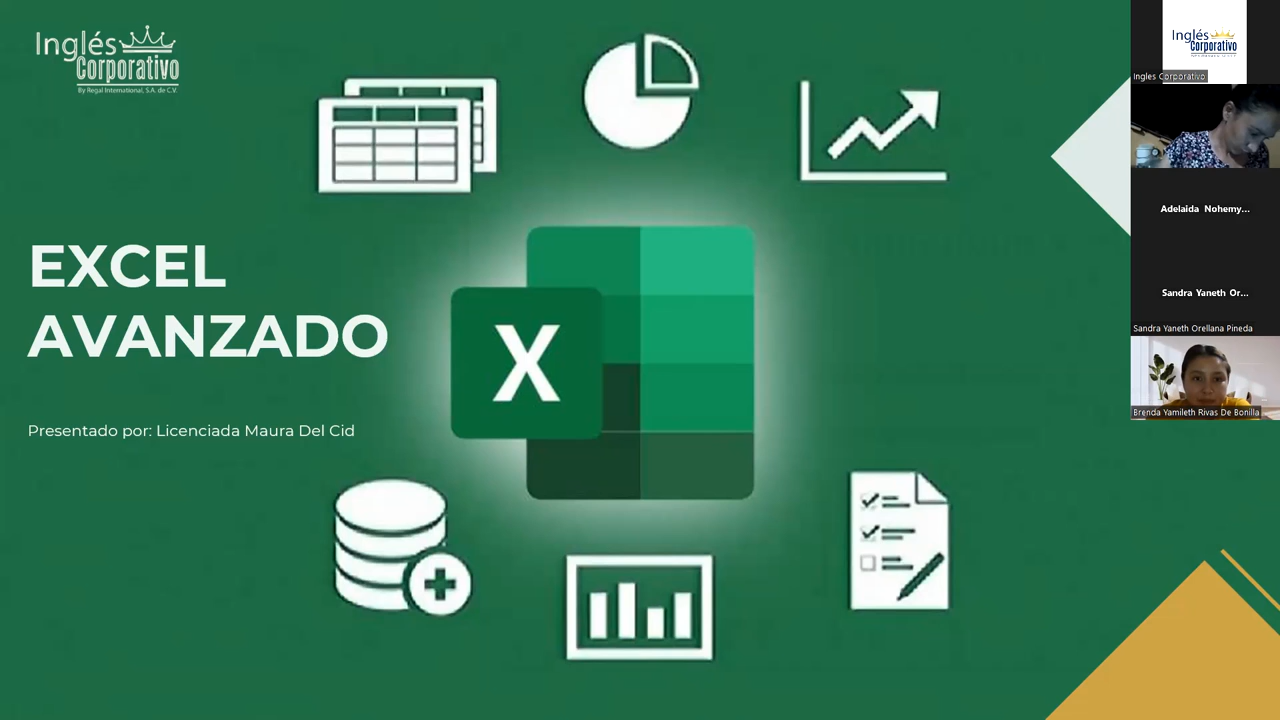 Inglés
Corporativo
By Regal International, S.A. de C.V.
EXCEL
AVANZADO
Presentado por: Licenciada Maura Del Cid
X
Inglés
Corporativo
Ingles Corporativo
Adelaida Nohemy...
Sandra Yaneth Or...
Sandra Yaneth Orellana Pineda
Brenda Yamileth Rivas De Bonilla